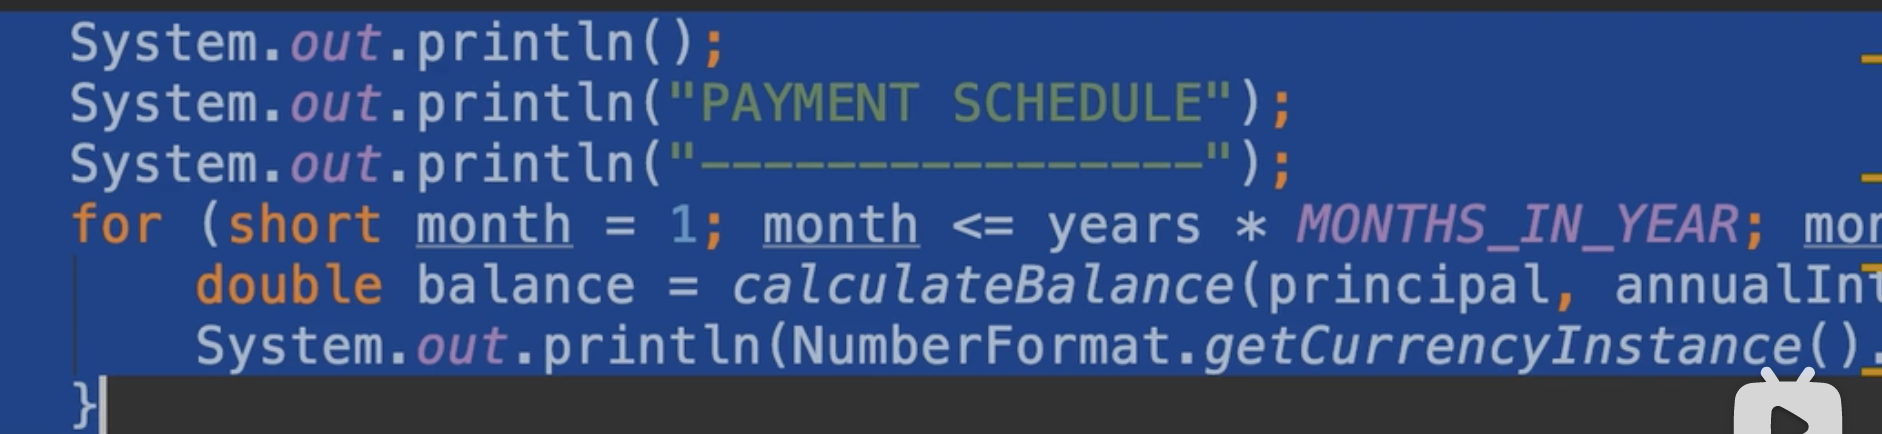 System.out.println();
System.out.println("PAYMENT SCHEDULE");
System.out.println("----------------");
for (short month = 1; month <= years * MONTHS_IN_YEAR; mon
double balance = calculateBalance(principal, annualInt
System.out.println(NumberFormat.getCurrencyInstance().
}